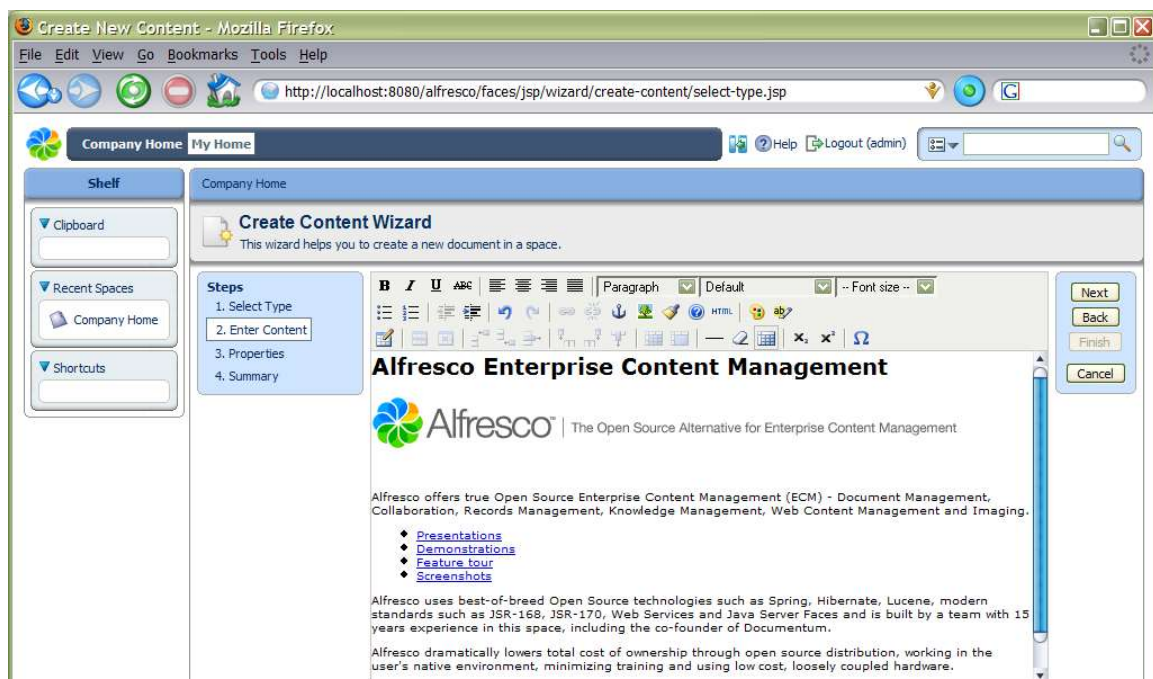 Create New Content - Mozilla Firefox
File Edit View Go Bookmarks Tools Help
http://localhost:8080/alfresco/faces/jsp/wizard/create-content/select-type.jsp
G
Company Home My Home
Help Logout (admin)
Shelf
Company Home
Clipboard
Create Content Wizard
This wizard helps you to create a new document in a space.
Recent Spaces
Company Home
Shortcuts
Steps
1. Select Type
2. Enter Content
3. Properties
4. Summary
B I U ABC Paragraph Default -- Font size --
HTML ab
X₂ X² Ω
Next
Back
Finish
Cancel
Alfresco Enterprise Content Management
Alfresco™ | The Open Source Alternative for Enterprise Content Management
Alfresco offers true Open Source Enterprise Content Management (ECM) - Document Management,
Collaboration, Records Management, Knowledge Management, Web Content Management and Imaging.
Presentations
Demonstrations
Feature tour
Screenshots
Alfresco uses best-of-breed Open Source technologies such as Spring, Hibernate, Lucene, modern
standards such as JSR-168, JSR-170, Web Services and Java Server Faces and is built by a team with 15
years experience in this space, including the co-founder of Documentum.
Alfresco dramatically lowers total cost of ownership through open source distribution, working in the
user's native environment, minimizing training and using low cost, loosely coupled hardware.